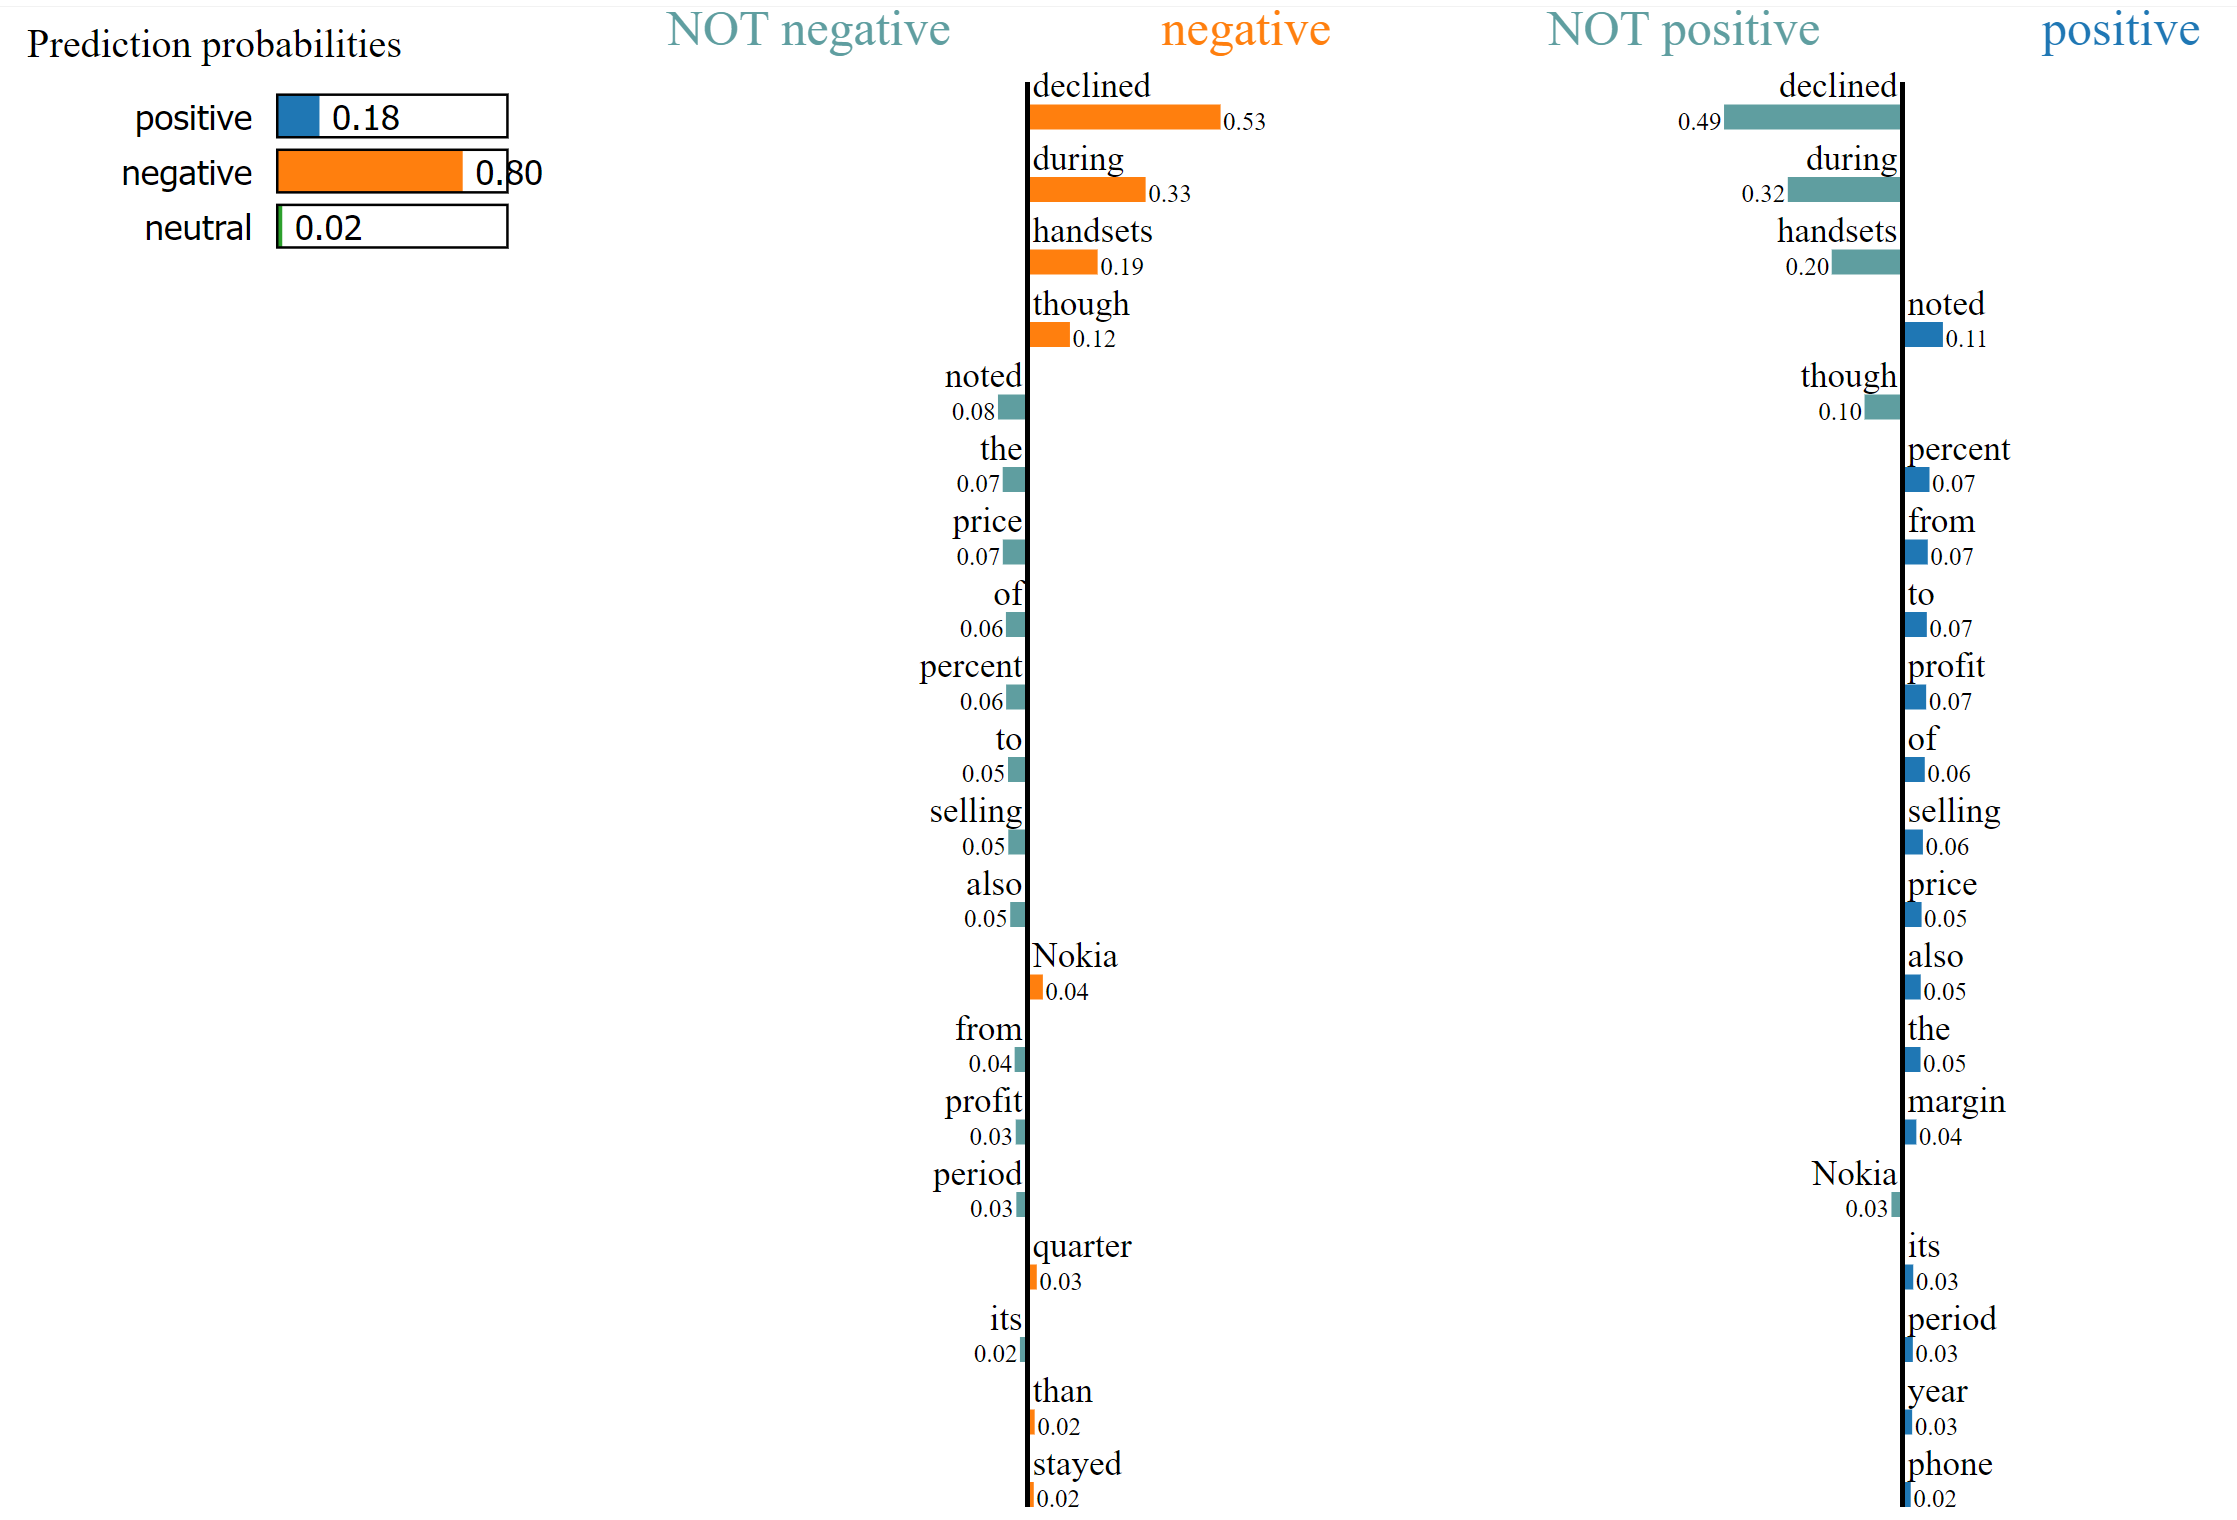 Prediction probabilities
positive 0.18
negative 0.80
neutral 0.02
NOT negative negative
declined
0.53
during
0.33
handsets
0.19
though
0.12
noted
0.08
the
0.07
price
0.07
of
0.06
percent
0.06
to
0.05
selling
0.05
also
0.05
Nokia
0.04
from
0.04
profit
0.03
period
0.03
quarter
0.03
its
0.02
than
0.02
stayed
0.02
NOT positive positive
declined
0.49
during
0.32
handsets
0.20
noted
0.11
though
0.10
percent
0.07
from
0.07
to
0.07
profit
0.07
of
0.06
selling
0.06
price
0.05
also
0.05
the
0.05
margin
0.04
Nokia
0.03
its
0.03
period
0.03
year
0.03
phone
0.02